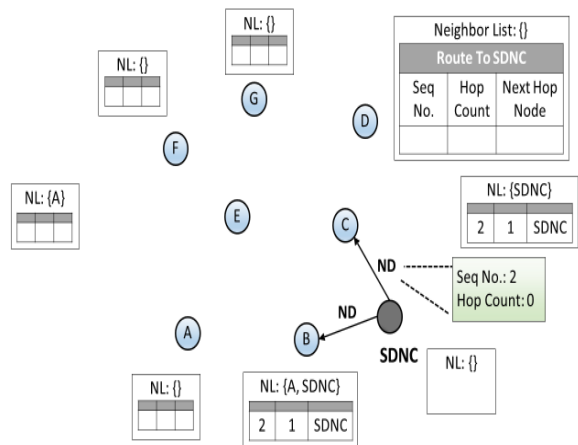 NL: {}
Neighbor List: {}
Route To SDNC
Seq No.
Hop Count
Next Hop Node
NL: {}
G
D
F
NL: {A}
E
C
NL: {SDNC}
2 1 SDNC
ND
Seq No.: 2
Hop Count: 0
ND
A
B
SDNC
NL: {}
NL: {}
NL: {A, SDNC}
2 1 SDNC